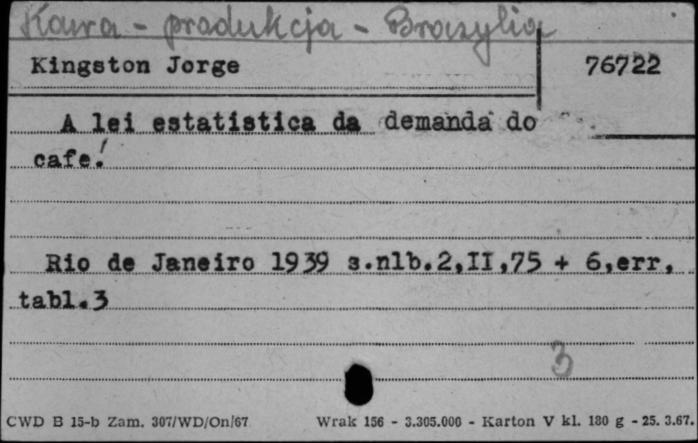 Kawa - produkcja - Brazylia
Kingston Jorge 76722
A lei estatistica da demanda do
cafe!
Rio de Janeiro 1939 s.nlb.2,II,75 + 6,err,
tabl.3
3
CWD B 15-b Zam. 307/WD/On/67 Wrak 156 - 3.305.000 - Karton V kl. 180 g - 25. 3.67.